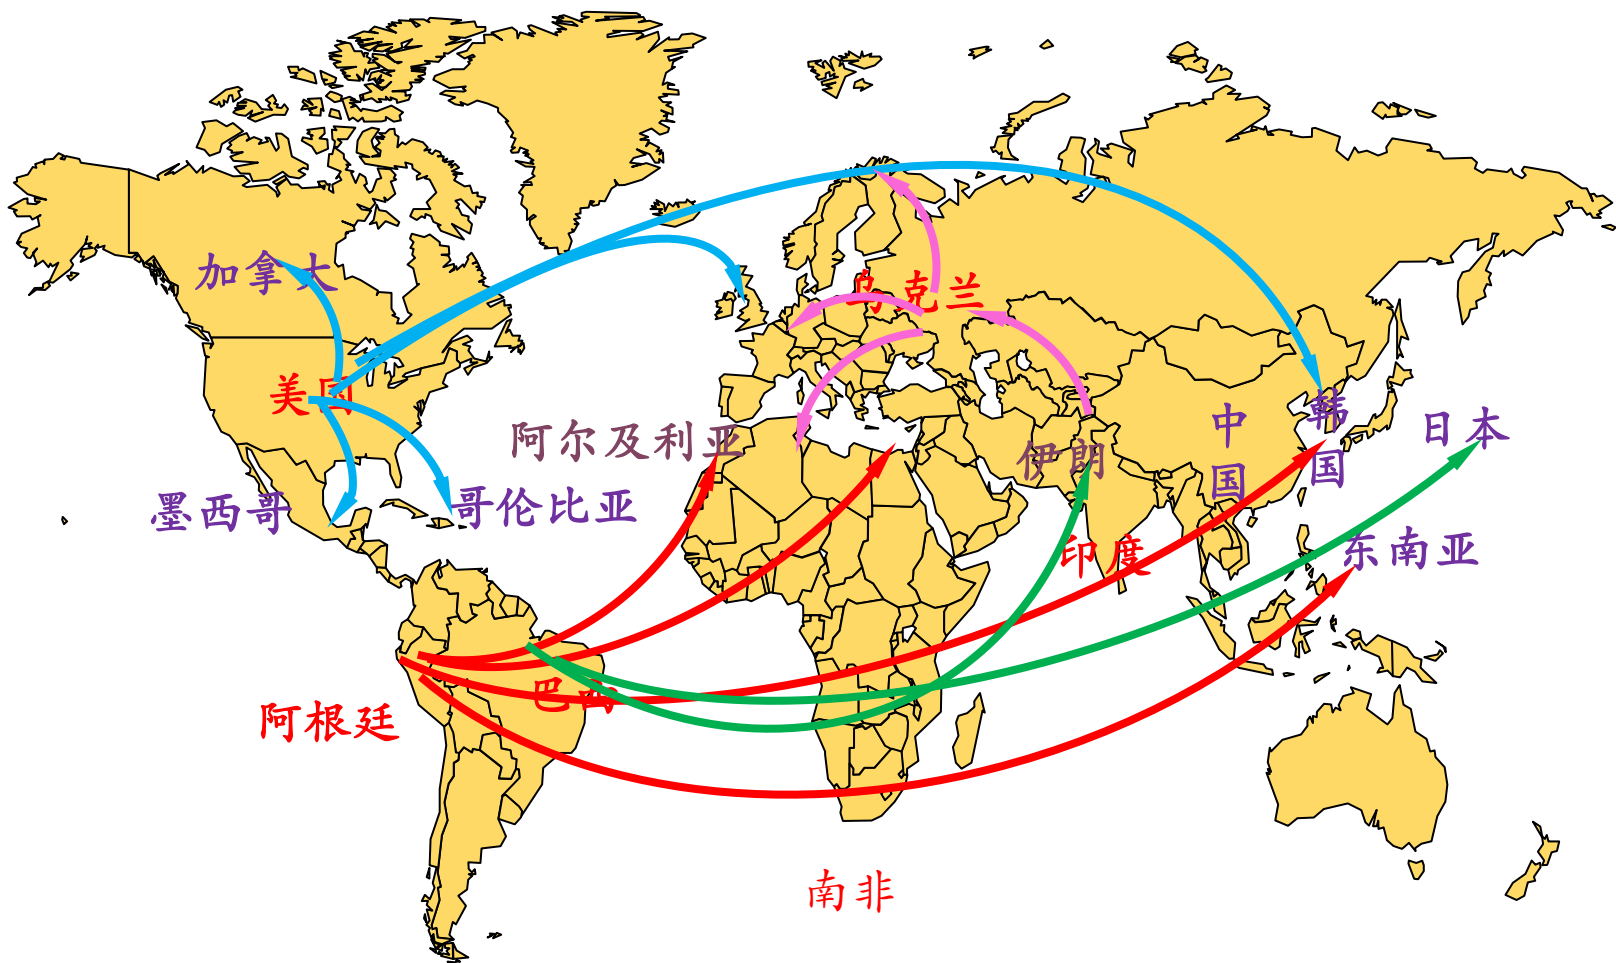 加拿大
乌克兰
美国
中国
韩国
日本
阿尔及利亚
伊朗
墨西哥
哥伦比亚
印度
东南亚
巴西
阿根廷
南非